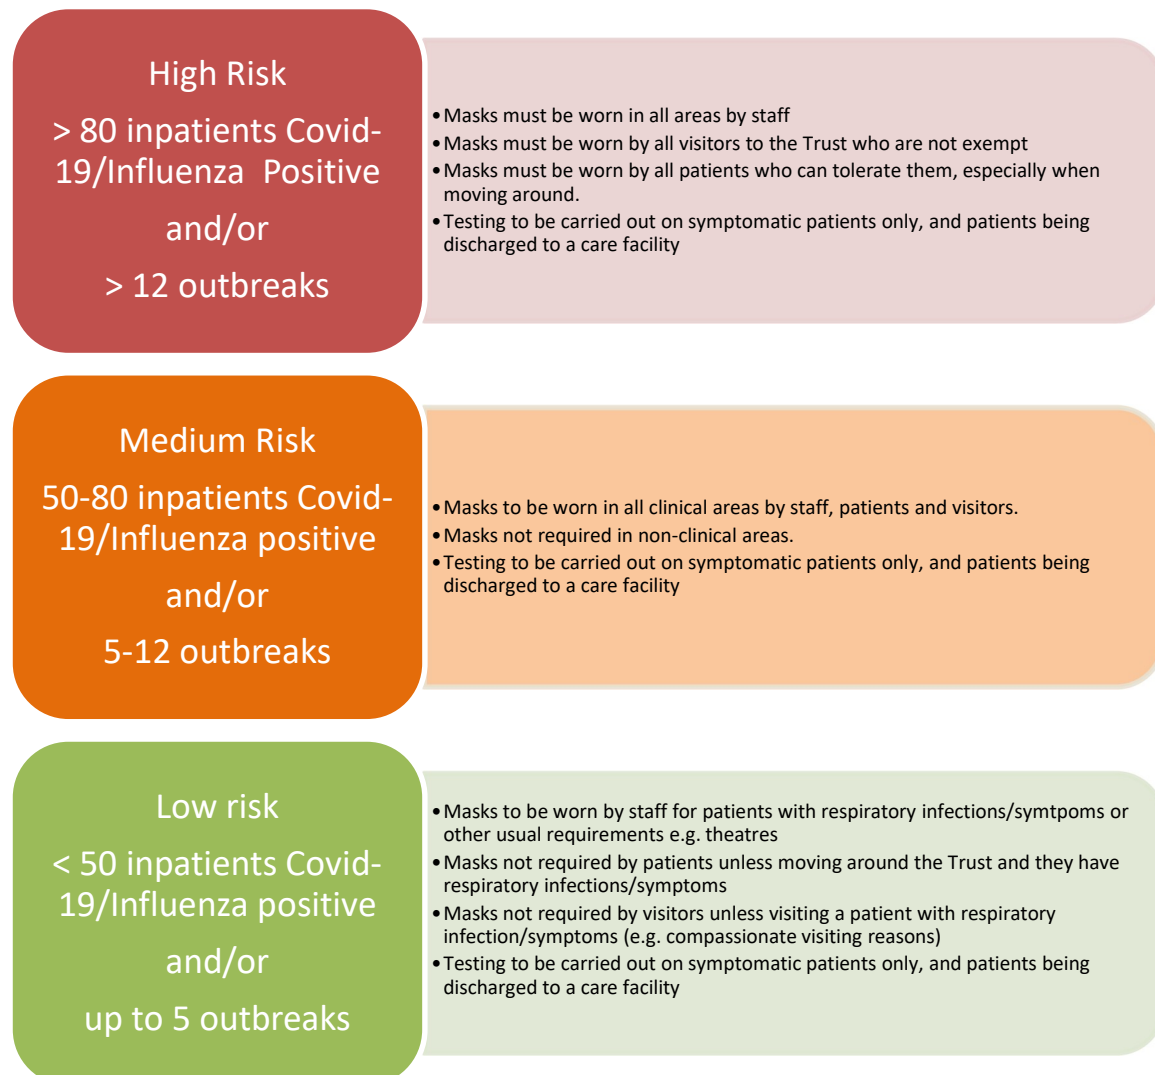 High Risk
> 80 inpatients Covid-
19/Influenza  Positive
and/or
> 12 outbreaks
•Masks must be worn in all areas by staff
•Masks must be worn by all visitors to the Trust who are not exempt
•Masks must be worn by all patients who can tolerate them, especially when
moving around.
•Testing to be carried out on symptomatic patients only, and patients being
discharged to a care facility
Medium Risk
50-80 inpatients Covid-
19/Influenza positive
and/or
5-12 outbreaks
•Masks to be worn in all clinical areas by staff, patients and visitors.
•Masks not required in non-clinical areas.
•Testing to be carried out on symptomatic patients only, and patients being
discharged to a care facility
Low risk
< 50 inpatients Covid-
19/Influenza positive
and/or
up to 5 outbreaks
•Masks to be worn by staff for patients with respiratory infections/symtpoms or
other usual requirements e.g. theatres
•Masks not required by patients unless moving around the Trust and they have
respiratory infections/symptoms
•Masks not required by visitors unless visiting a patient with respiratory
infection/symptoms (e.g. compassionate visiting reasons)
•Testing to be carried out on symptomatic patients only, and patients being
discharged to a care facility